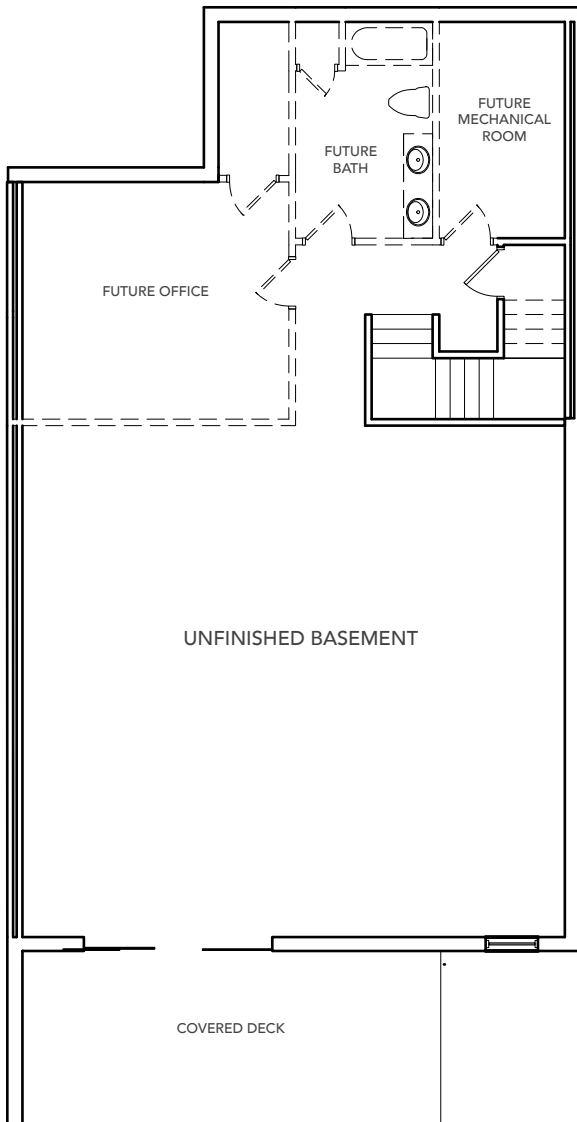 FUTURE
MECHANICAL
ROOM
FUTURE
BATH
FUTURE OFFICE
UNFINISHED BASEMENT
COVERED DECK